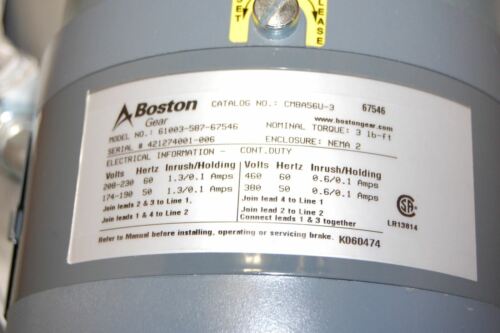 SET
RELEASE
Boston
Gear
CATALOG NO.: CMBA56U-3 67546
www.bostongear.com
MODEL NO.: 61003-587-67546
NOMINAL TORQUE: 3 lb-ft
SERIAL # 421274001-006
ENCLOSURE: NEMA 2
ELECTRICAL INFORMATION - CONT.DUTY
Volts Hertz Inrush/Holding
208-230 60 1.3/0.1 Amps
174-190 50 1.3/0.1 Amps
Join leads 2 & 3 to Line 1,
Join leads 1 & 4 to Line 2
Volts Hertz Inrush/Holding
460 60 0.6/0.1 Amps
380 50 0.6/0.1 Amps
Join lead 4 to Line 1
Join lead 2 to Line 2
Connect leads 1 & 3 together
LR13814
Refer to Manual before installing, operating or servicing brake. K060474